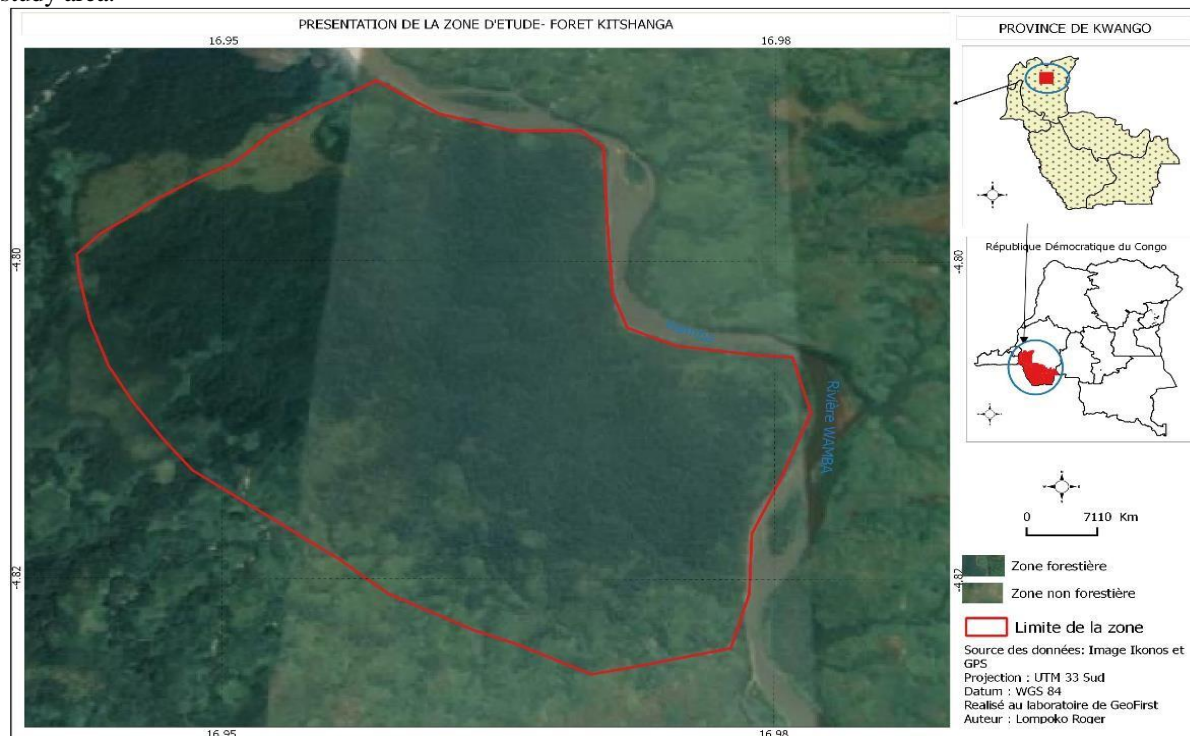 study area.
PRESENTATION DE LA ZONE D'ETUDE- FORET KITSHANGA
16.95
16.98
-4.80
-4.80
Rivière WAMBA
-4.82
-4.82
16.95
16.98
PROVINCE DE KWANGO
République Démocratique du Congo
0 7110 Km
Zone forestière
Zone non forestière
Limite de la zone
Source des données: Image Ikonos et
GPS
Projection : UTM 33 Sud
Datum : WGS 84
Realisé au laboratoire de GeoFirst
Auteur : Lompoko Roger